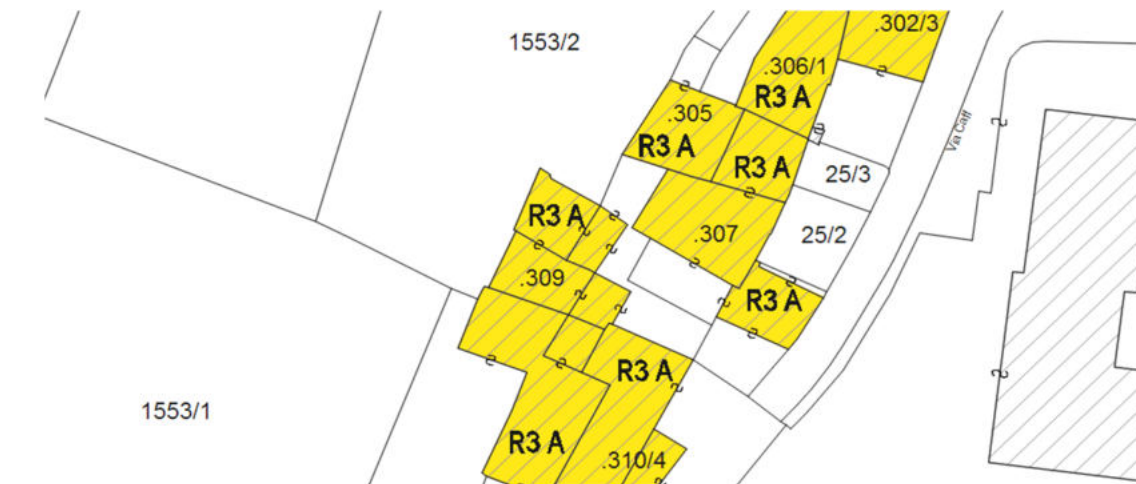 .302/3
1553/2
.306/1
R3 A
.305
R3 A
R3 A
25/3
R3 A
.307
25/2
.309
R3 A
R3 A
1553/1
R3 A
.310/4